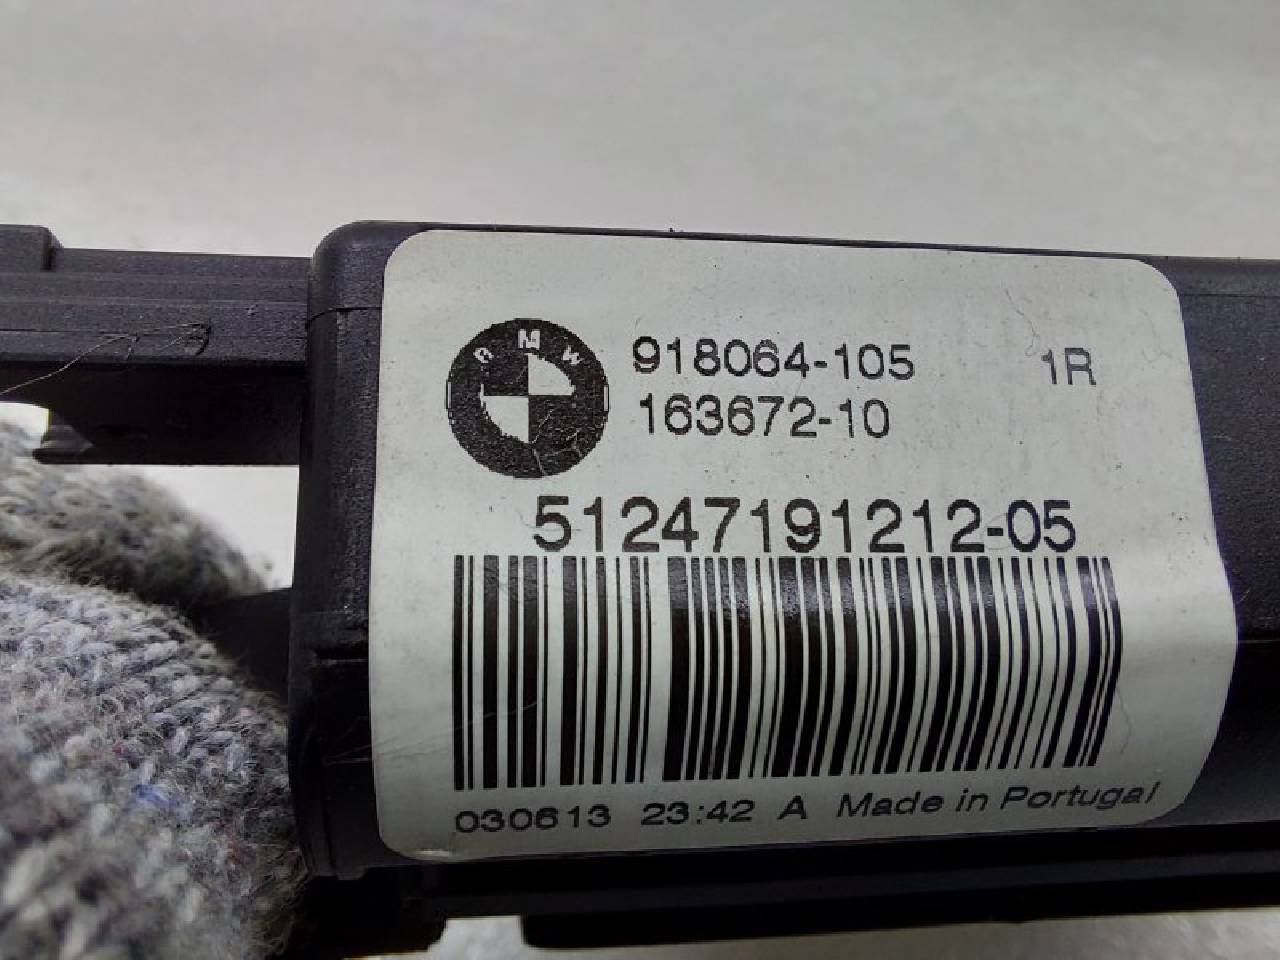 BMW
918064-105 1R
163672-10
51247191212-05
030613 23:42 A Made in Portugal